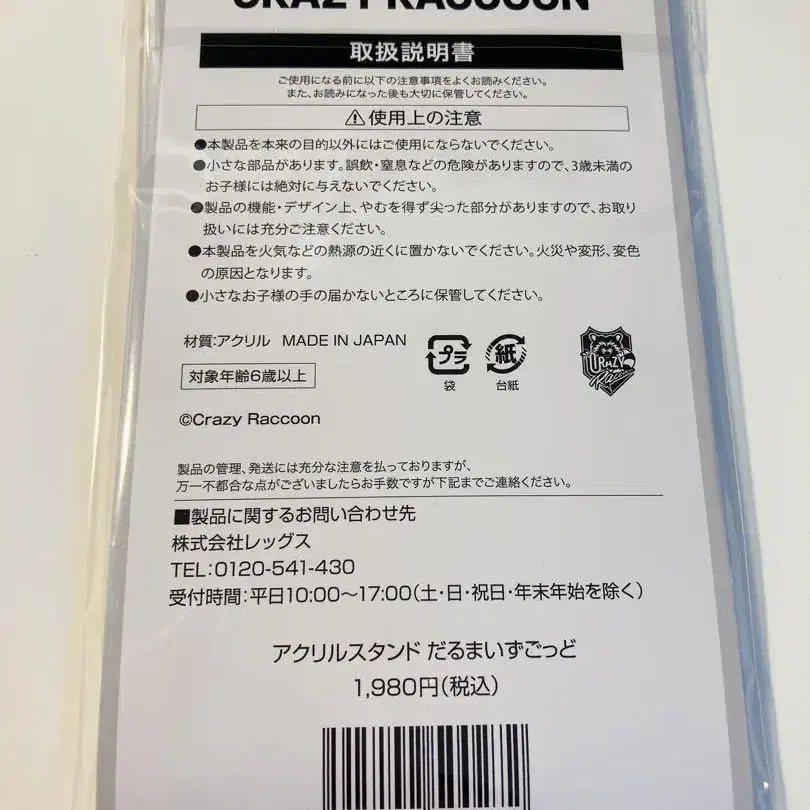 CRAZY RACCOON
取扱説明書
ご使用になる前に以下の注意事項をよくお読みください。
また、お読みになった後も大切に保管してください。
⚠使用上の注意
●本製品を本来の目的以外にはご使用にならないでください。
●小さな部品があります。誤飲・窒息などの危険がありますので、3歳未満の
お子様には絶対に与えないでください。
●製品の機能・デザイン上、やむを得ず尖った部分がありますので、お取り
扱いには充分ご注意ください。
●本製品を火気などの熱源の近くに置かないでください。火災や変形、変色
の原因となります。
●小さなお子様の手の届かないところに保管してください。
材質:アクリル MADE IN JAPAN
プラ
袋
紙
台紙
CRAZY
対象年齢6歳以上
©Crazy Raccoon
製品の管理、発送には充分な注意を払っておりますが、
万一不都合な点がございましたらお手数ですが下記までご連絡ください。
■製品に関するお問い合わせ先
株式会社レッグス
TEL:0120-541-430
受付時間:平日10:00〜17:00(土・日・祝日・年末年始を除く)
アクリルスタンド だるまいずごっど
1,980円(税込)